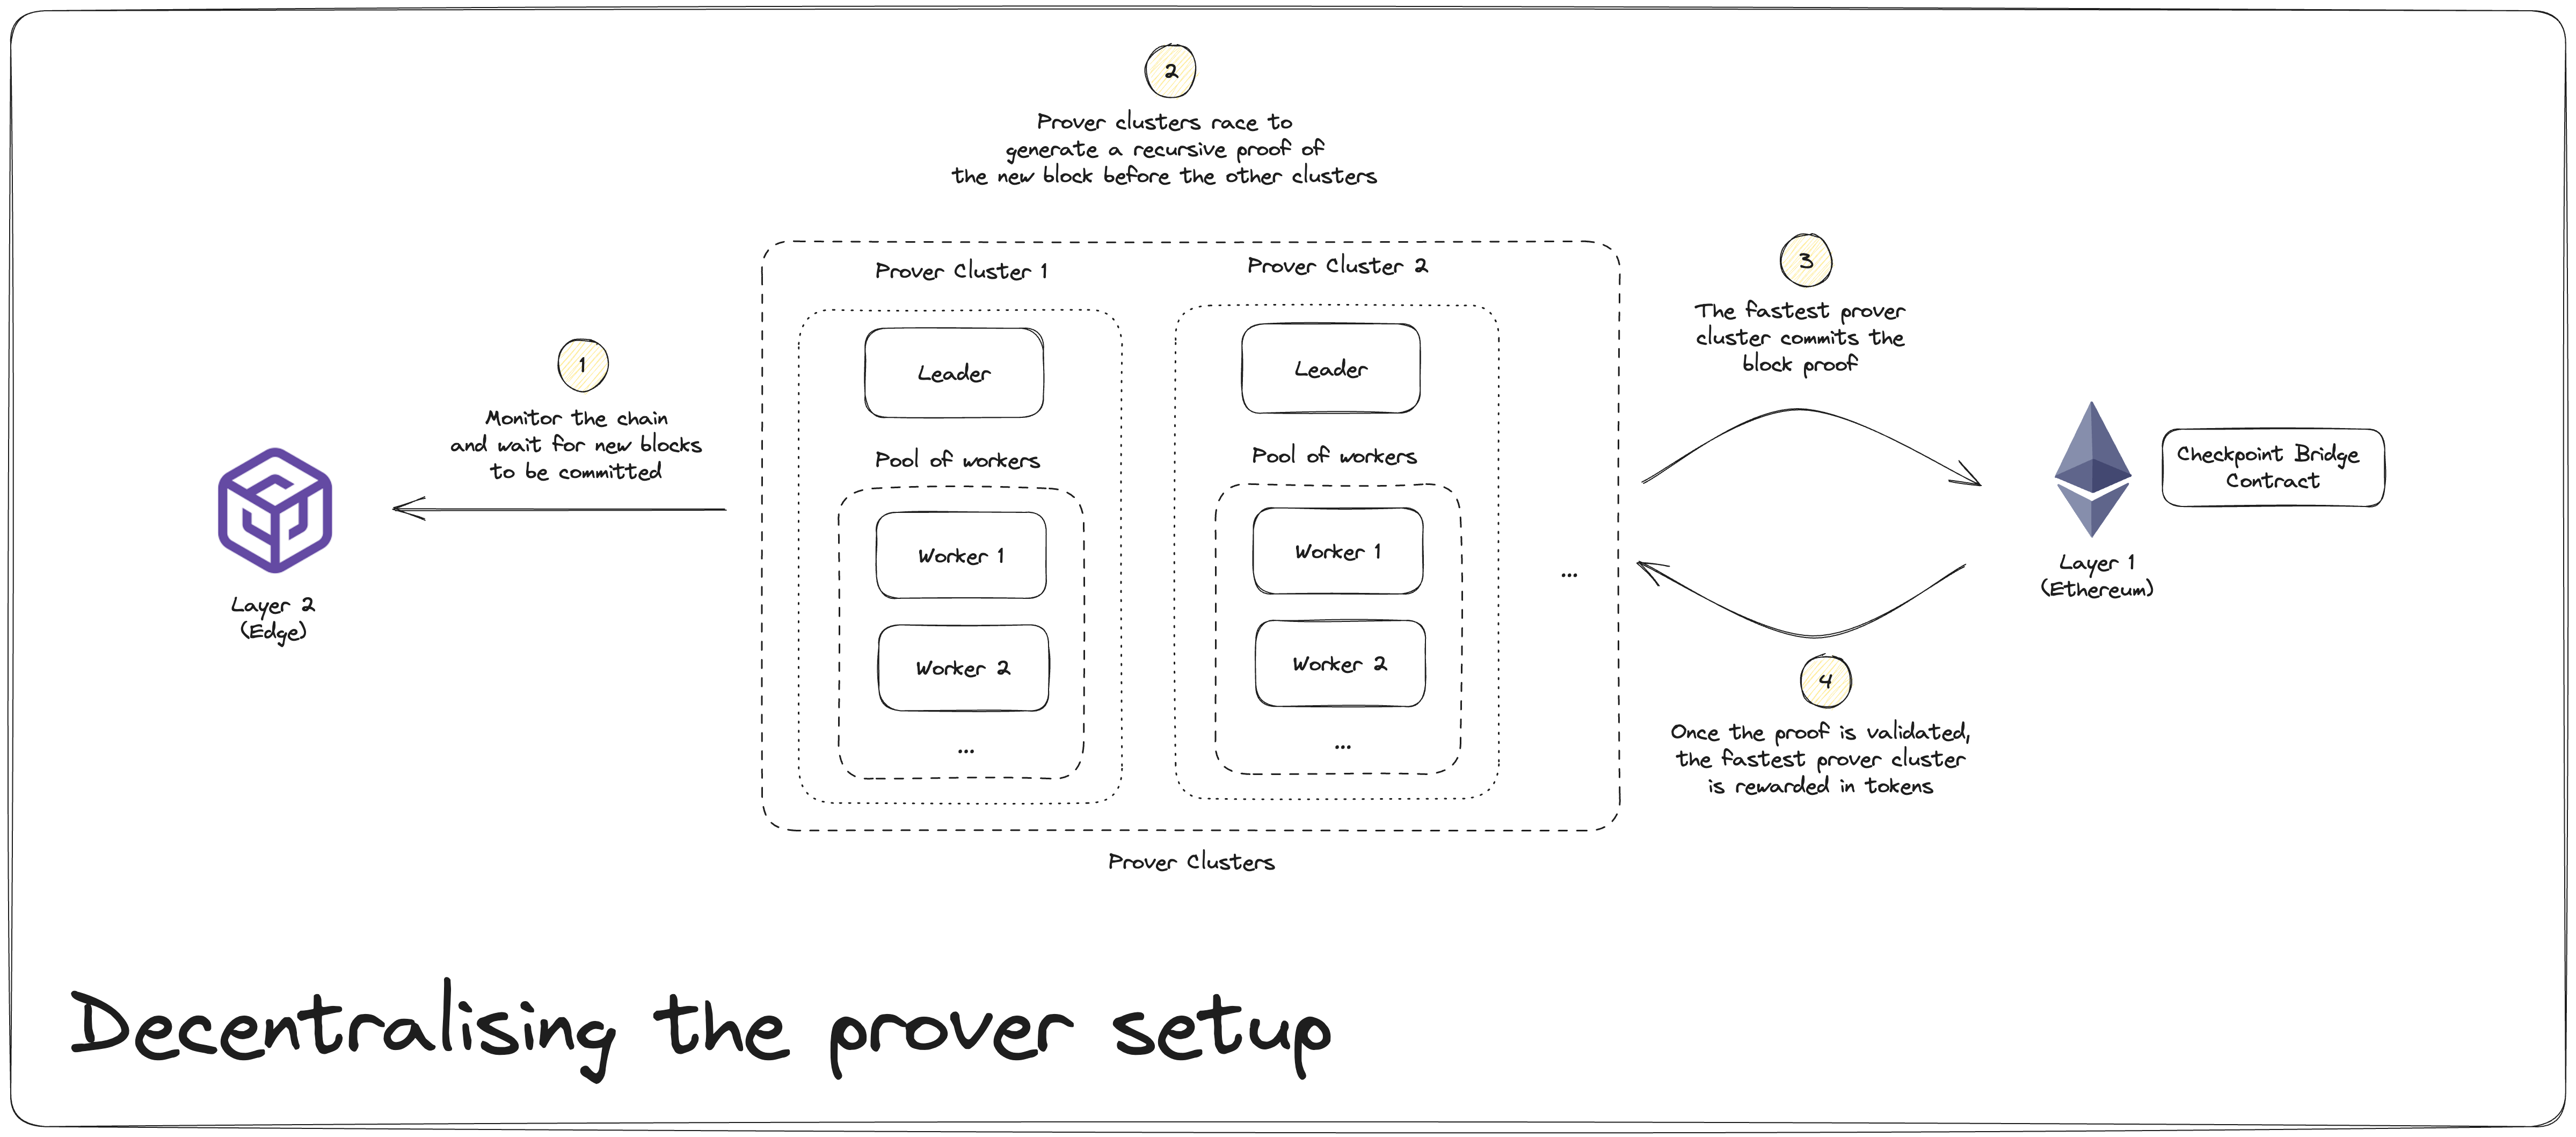 2
Prover clusters race to
generate a recursive proof of
the new block before the other clusters
1
Monitor the chain
and wait for new blocks
to be committed
Layer 2
(Edge)
Prover Cluster 1
Leader
Pool of workers
Worker 1
Worker 2
...
Prover Cluster 2
Leader
Pool of workers
Worker 1
Worker 2
...
...
Prover Clusters
3
The fastest prover
cluster commits the
block proof
Layer 1
(Ethereum)
Checkpoint Bridge
Contract
4
Once the proof is validated,
the fastest prover cluster
is rewarded in tokens
Decentralising the prover setup